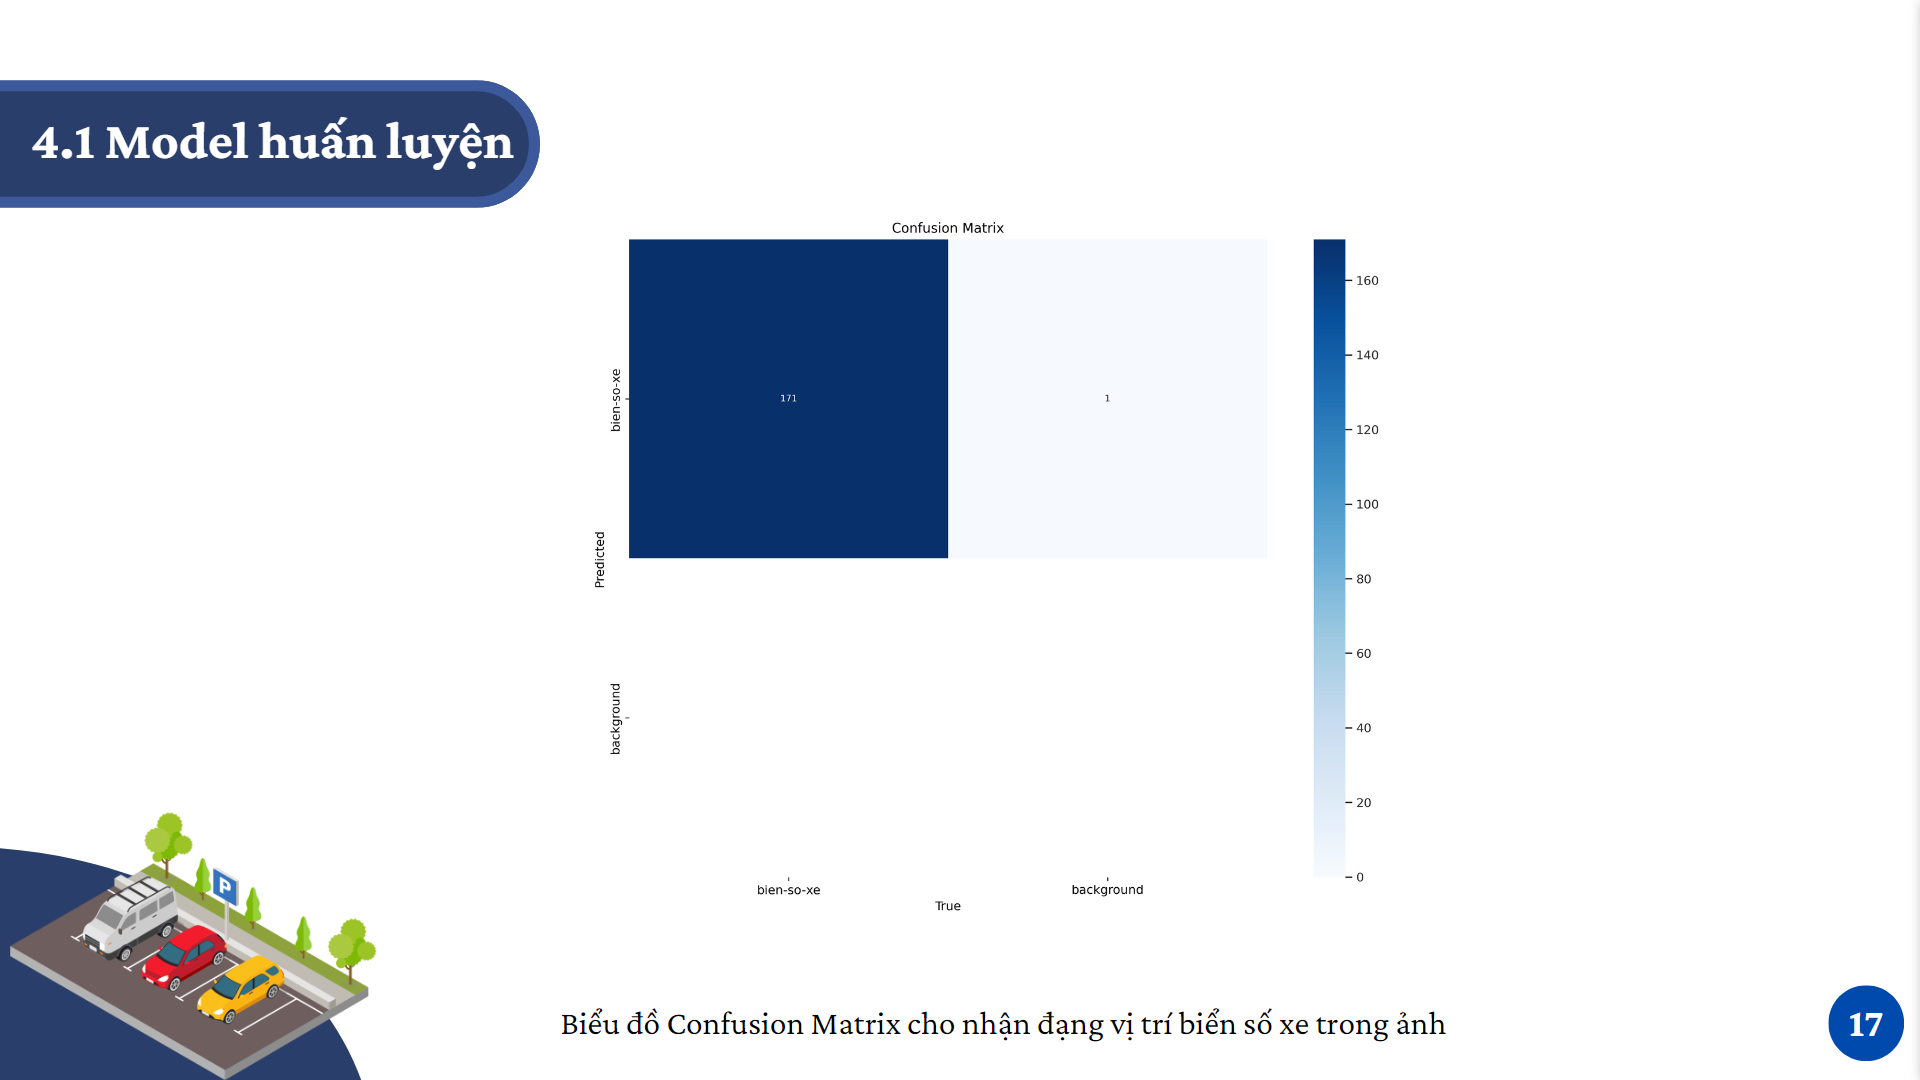 4.1 Model huấn luyện
Confusion Matrix
bien-so-xe
Predicted
background
171
1
bien-so-xe
background
True
160
140
120
100
80
60
40
20
0
P
Biểu đồ Confusion Matrix cho nhận đạng vị trí biển số xe trong ảnh
17